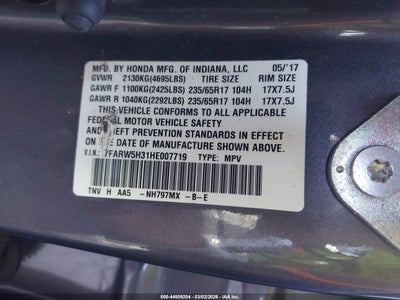 MFD. BY HONDA MFG. OF INDIANA, LLC 05/'17
GVWR 2130KG(4695LBS) TIRE SIZE RIM SIZE
GAWR F 1100KG(2425LBS) 235/65R17 104H 17X7.5J
GAWR R 1040KG(2292LBS) 235/65R17 104H 17X7.5J
THIS VEHICLE CONFORMS TO ALL APPLICABLE
FEDERAL MOTOR VEHICLE SAFETY
AND THEFT PREVENTION STANDARDS IN EFFECT
ON THE DATE OF MANUFACTURE SHOWN ABOVE.
V.I.N.: 7FARW5H31HE007719 TYPE: MPV
TNV H AA5 -NH797MX -B-E
000-44938204 - 03/02/2026 - IAA Inc.